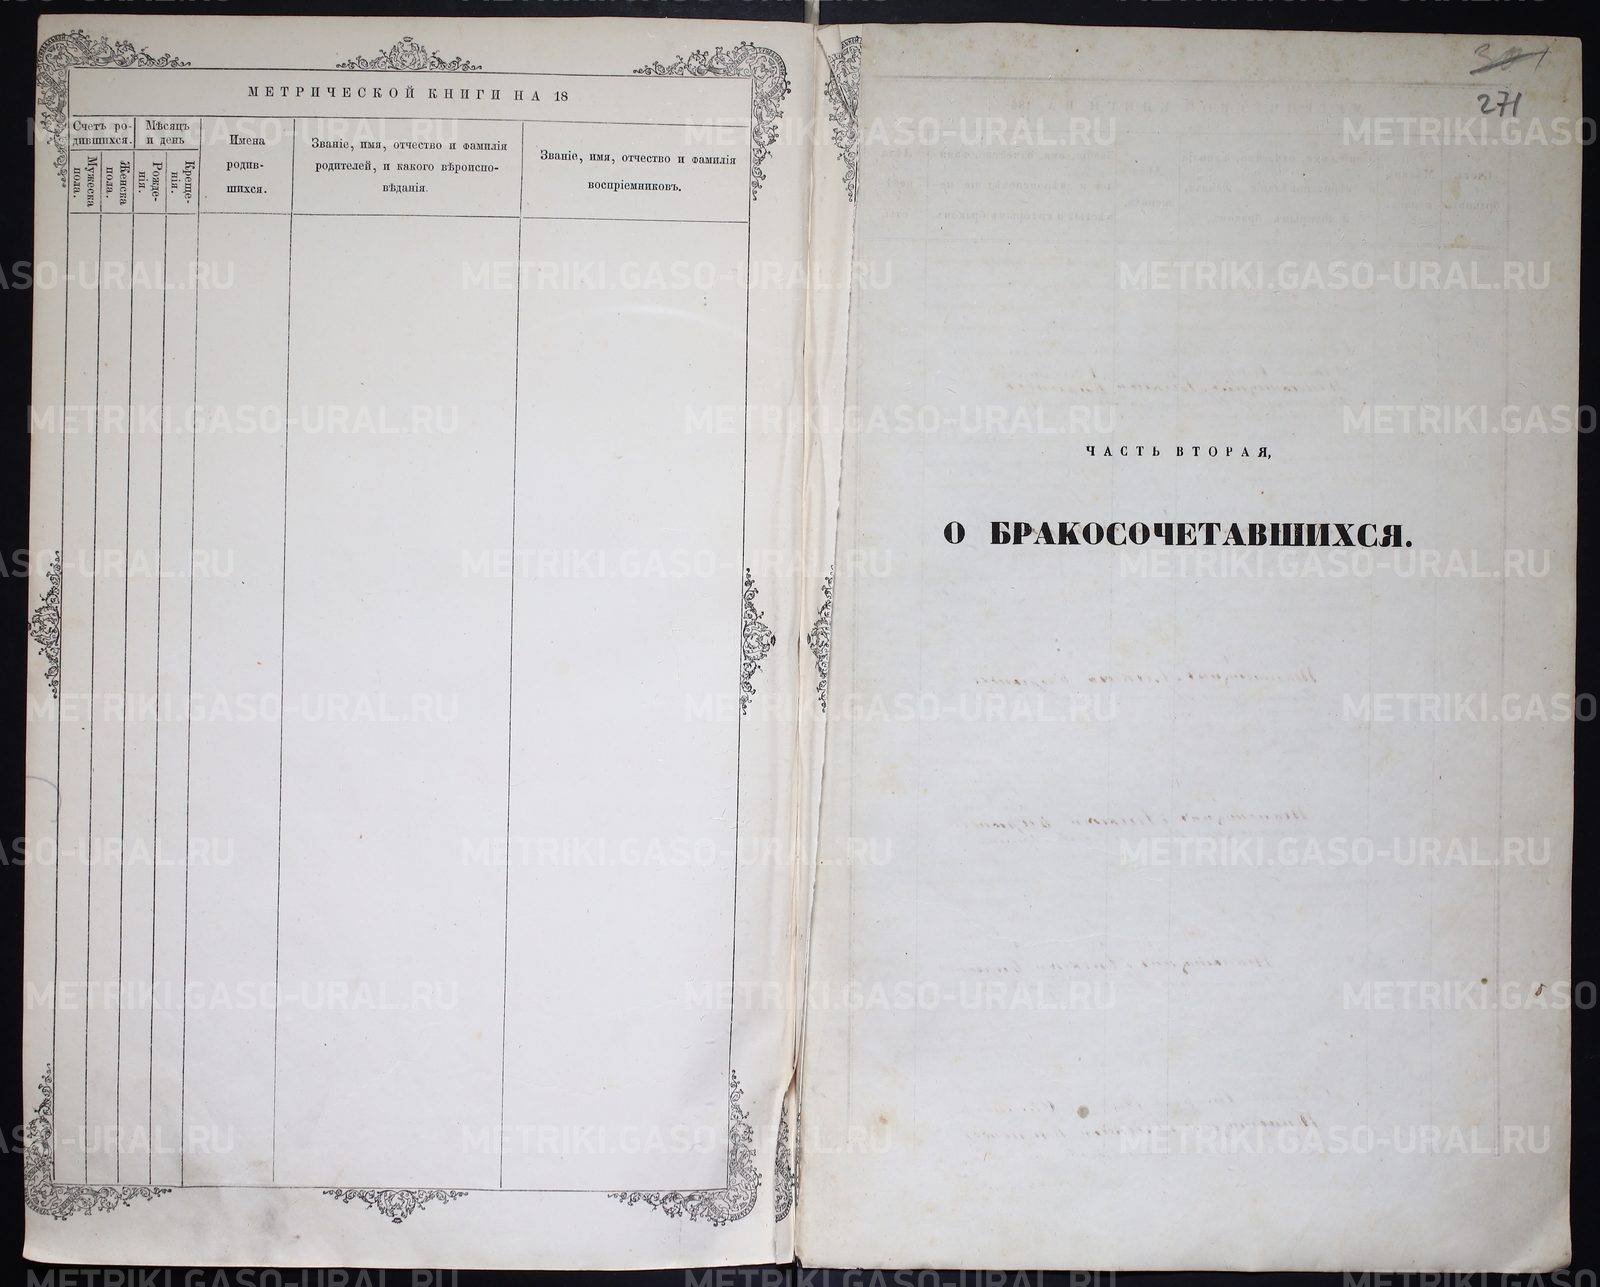 МЕТРИЧЕСКОЙ КНИГИ НА 18
Счетъ ро-
дившихся.
Мужеска
пола.
Женска
пола.
Мѣсяцъ
и день
Рожде-
нія.
Креще-
нія.
Имена
родив-
шихся.
Званіе, имя, отчество и фамилія
родителей, и какого вѣроиспо-
вѣданія.
Званіе, имя, отчество и фамилія
воспріемниковъ.
271
ЧАСТЬ ВТОРАЯ,
О БРАКОСОЧЕТАВШИХСЯ.
METRIKI.GASO-URAL.RU